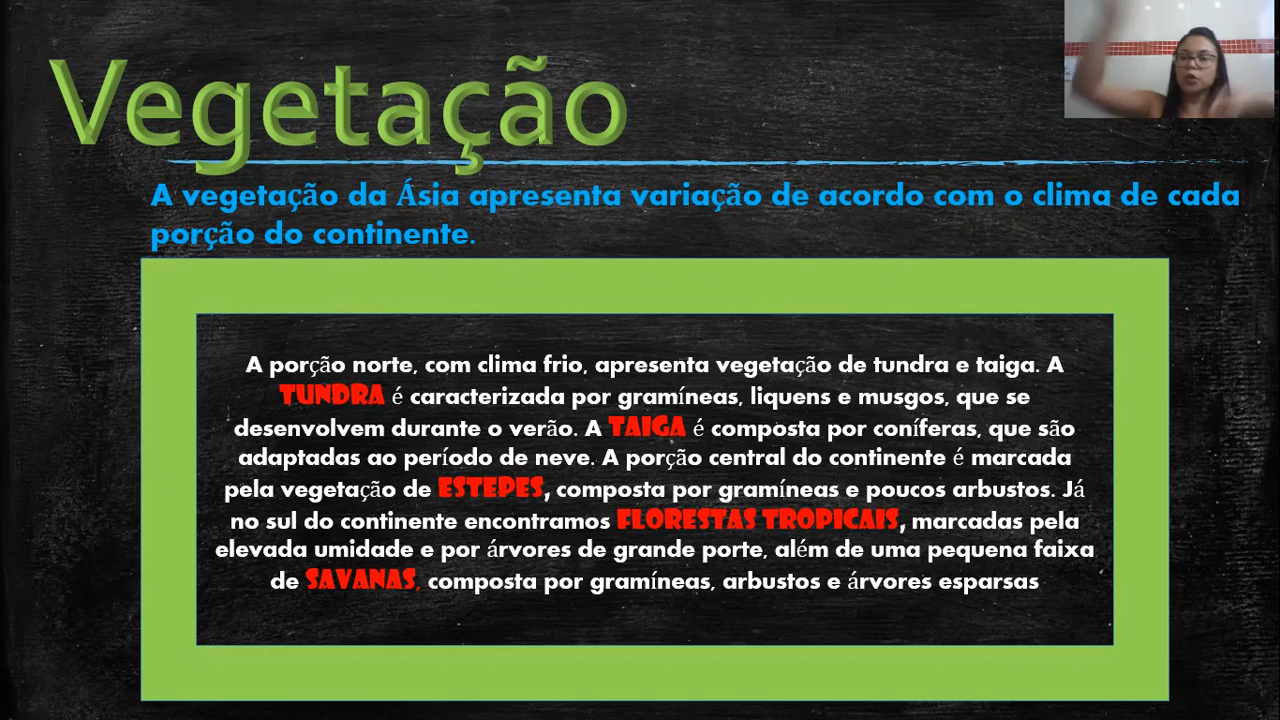 Vegetação
A vegetação da Ásia apresenta variação de acordo com o clima de cada
porção do continente.
A porção norte, com clima frio, apresenta vegetação de tundra e taiga. A
TUNDRA é caracterizada por gramíneas, liquens e musgos, que se
desenvolvem durante o verão. A TAIGA é composta por coníferas, que são
adaptadas ao período de neve. A porção central do continente é marcada
pela vegetação de ESTEPES, composta por gramíneas e poucos arbustos. Já
no sul do continente encontramos FLORESTAS TROPICAIS, marcadas pela
elevada umidade e por árvores de grande porte, além de uma pequena faixa
de SAVANAS, composta por gramíneas, arbustos e árvores esparsas